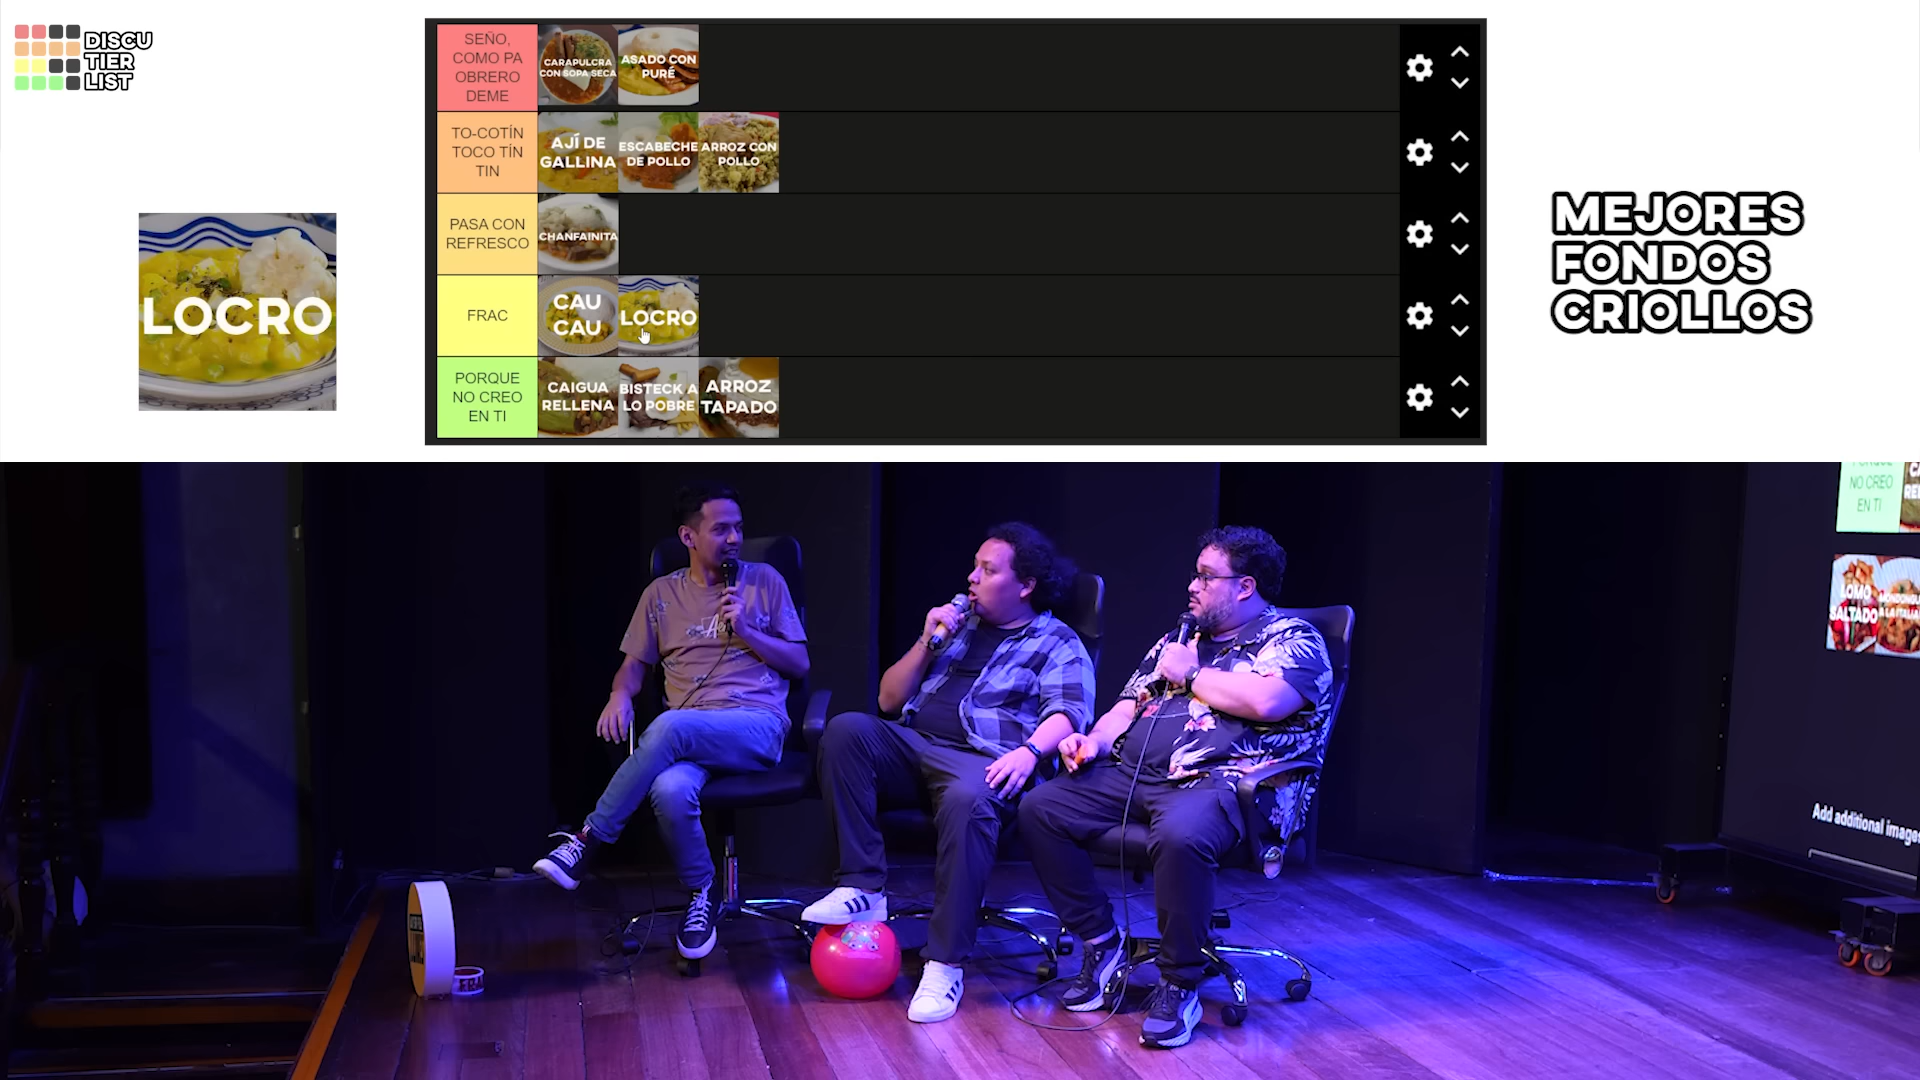 DISCU
TIER
LIST
SEÑO,
COMO PA
OBRERO
DEME
CARAPULCRA
CON SOPA SECA
ASADO CON
PURÉ
TO-COTÍN
TOCO TÍN
TIN
AJÍ DE
GALLINA
ESCABECHE
DE POLLO
ARROZ CON
POLLO
PASA CON
REFRESCO
CHANFAINITA
FRAC
CAU
CAU
LOCRO
PORQUE
NO CREO
EN TI
CAIGUA
RELLENA
BISTECK A
LO POBRE
ARROZ
TAPADO
LOCRO
MEJORES
FONDOS
CRIOLLOS
NO CREO
EN TI
LOMO
SALTADO
Add additional images